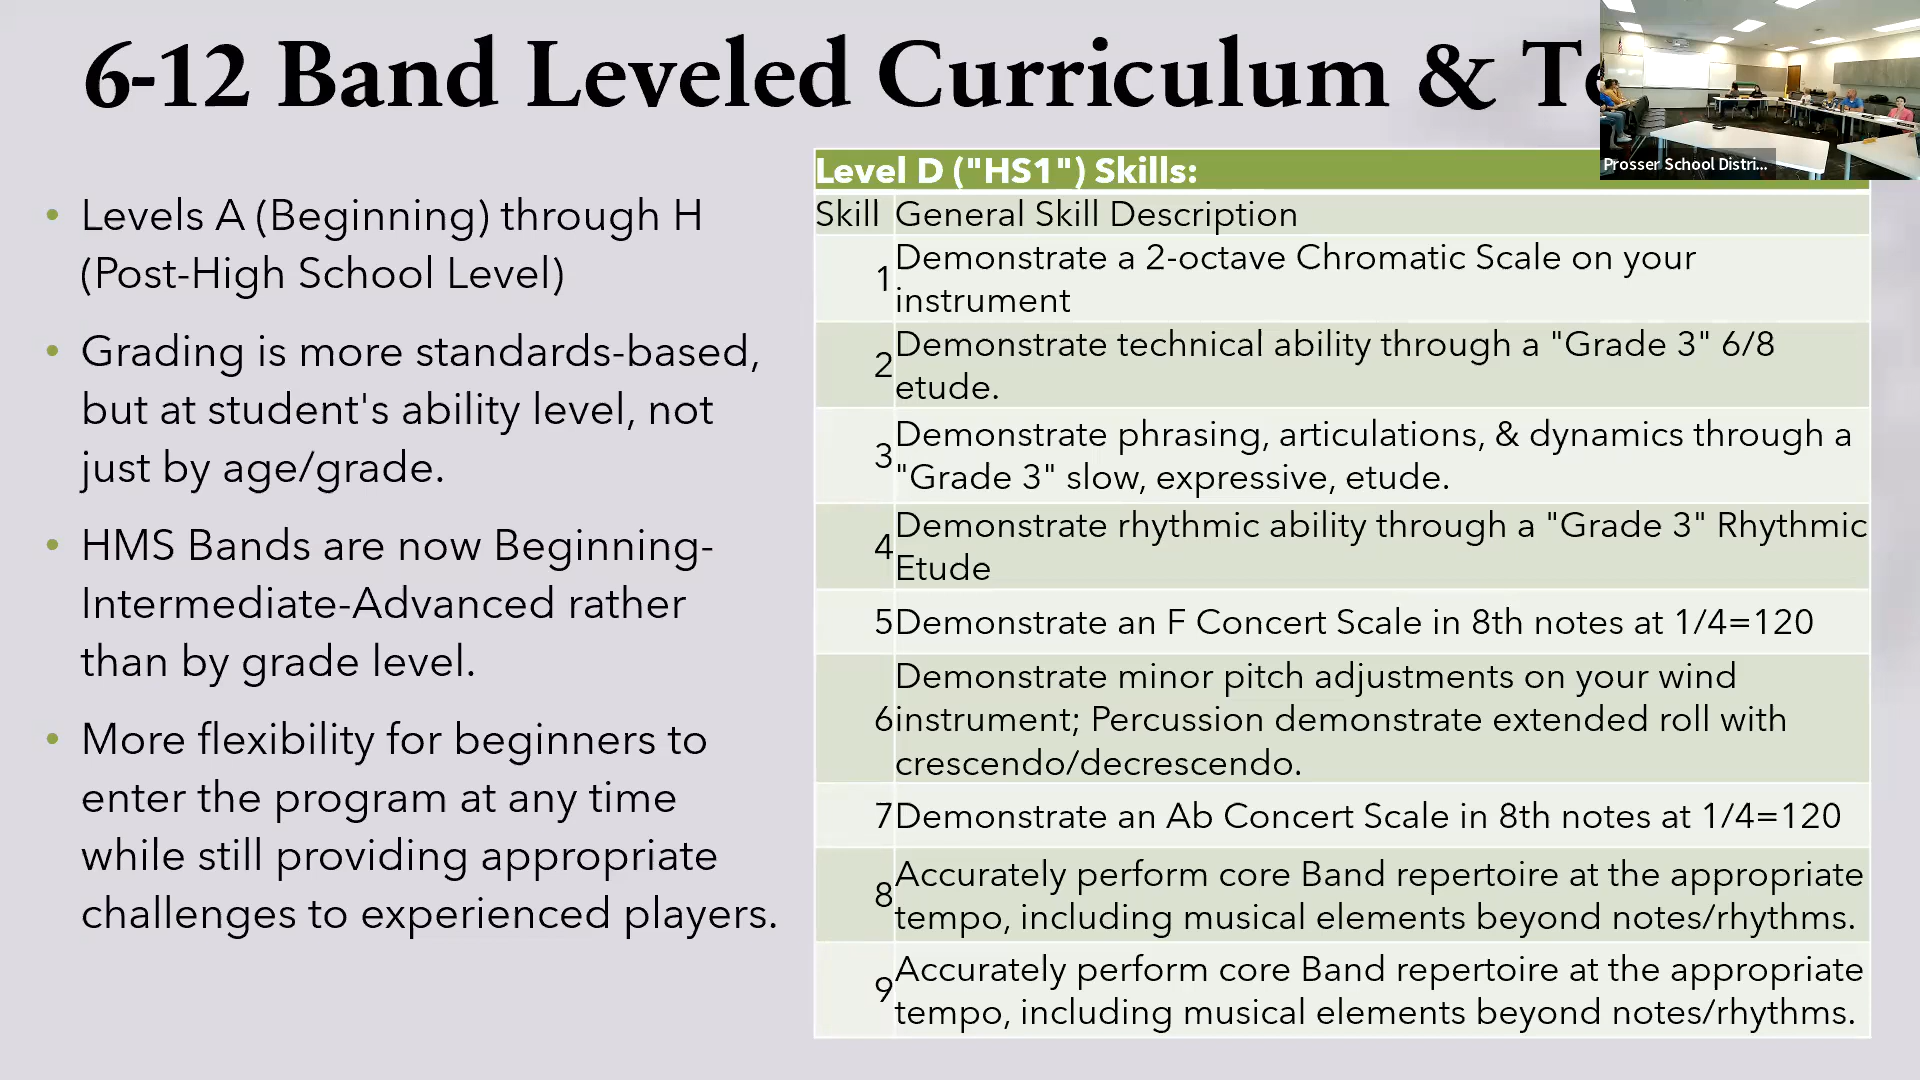 6-12 Band Leveled Curriculum &
Levels A (Beginning) through H
(Post-High School Level)
Grading is more standards-based,
but at student's ability level, not
just by age/grade.
HMS Bands are now Beginning-
Intermediate-Advanced rather
than by grade level.
More flexibility for beginners to
enter the program at any time
while still providing appropriate
challenges to experienced players.
Level D ("HS1") Skills:
Skill General Skill Description
1 Demonstrate a 2-octave Chromatic Scale on your
instrument
2 Demonstrate technical ability through a "Grade 3" 6/8
etude.
3 Demonstrate phrasing, articulations, & dynamics through a
"Grade 3" slow, expressive, etude.
4 Demonstrate rhythmic ability through a "Grade 3" Rhythmic
Etude
5 Demonstrate an F Concert Scale in 8th notes at 1/4=120
6 Demonstrate minor pitch adjustments on your wind
instrument; Percussion demonstrate extended roll with
crescendo/decrescendo.
7 Demonstrate an Ab Concert Scale in 8th notes at 1/4=120
8 Accurately perform core Band repertoire at the appropriate
tempo, including musical elements beyond notes/rhythms.
9 Accurately perform core Band repertoire at the appropriate
tempo, including musical elements beyond notes/rhythms.
Prosser School Distri...